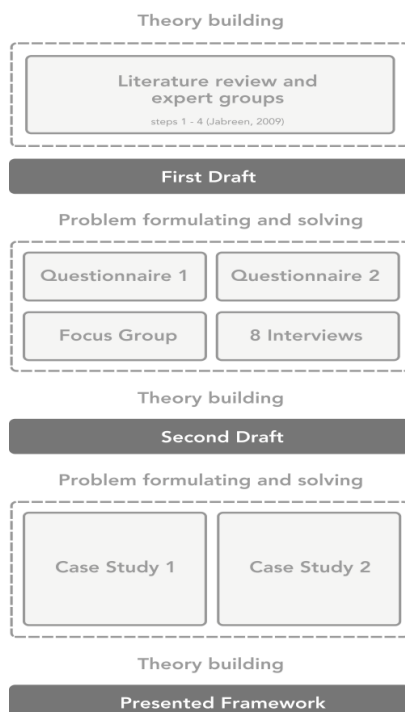 Theory building
Literature review and
expert groups
steps 1 - 4 (Jabreen, 2009)
First Draft
Problem formulating and solving
Questionnaire 1
Questionnaire 2
Focus Group
8 Interviews
Theory building
Second Draft
Problem formulating and solving
Case Study 1
Case Study 2
Theory building
Presented Framework